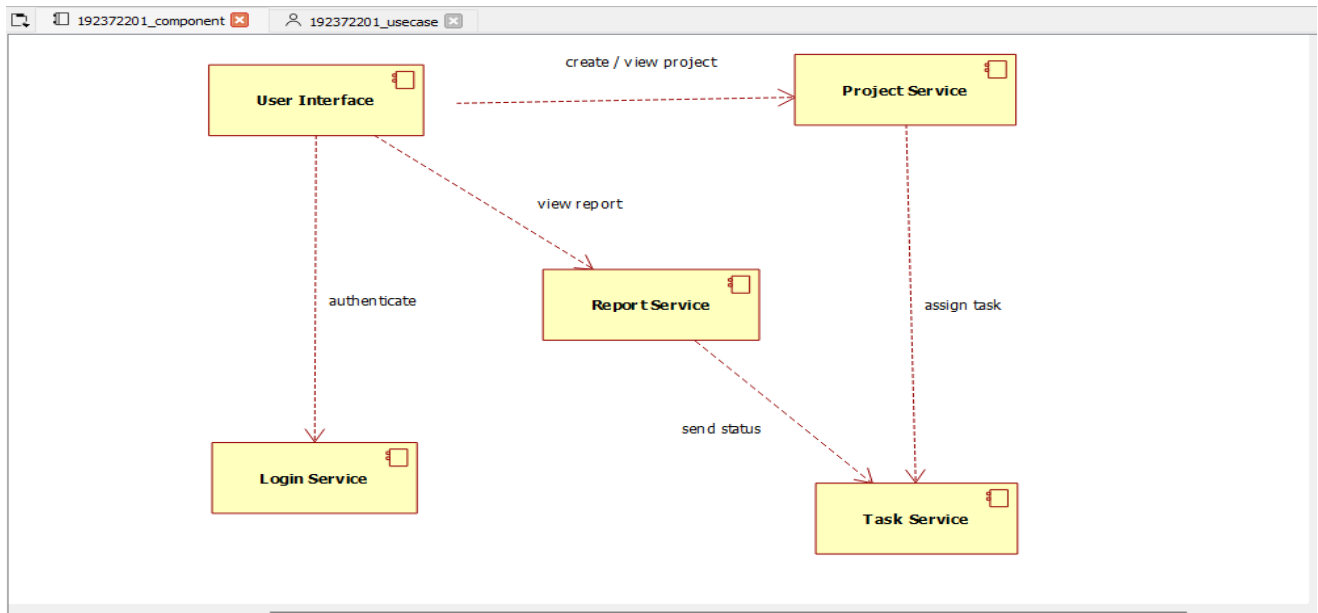 192372201_component
192372201_usecase
create / view project
User Interface
Project Service
view report
authenticate
Report Service
assign task
send status
Login Service
Task Service